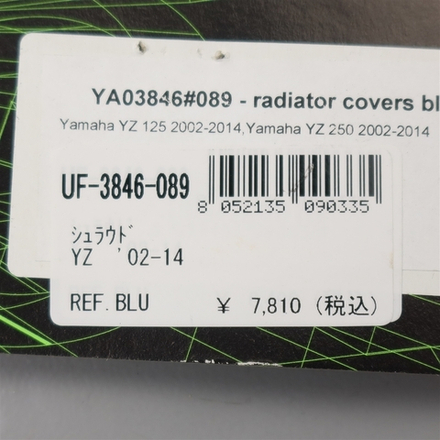 YA03846#089 - radiator covers bl
Yamaha YZ 125 2002-2014,Yamaha YZ 250 2002-2014
UF-3846-089
8 052135 090335
ｼｭﾗｳﾄﾞ
YZ '02-14
REF.BLU ¥ 7,810 (税込)